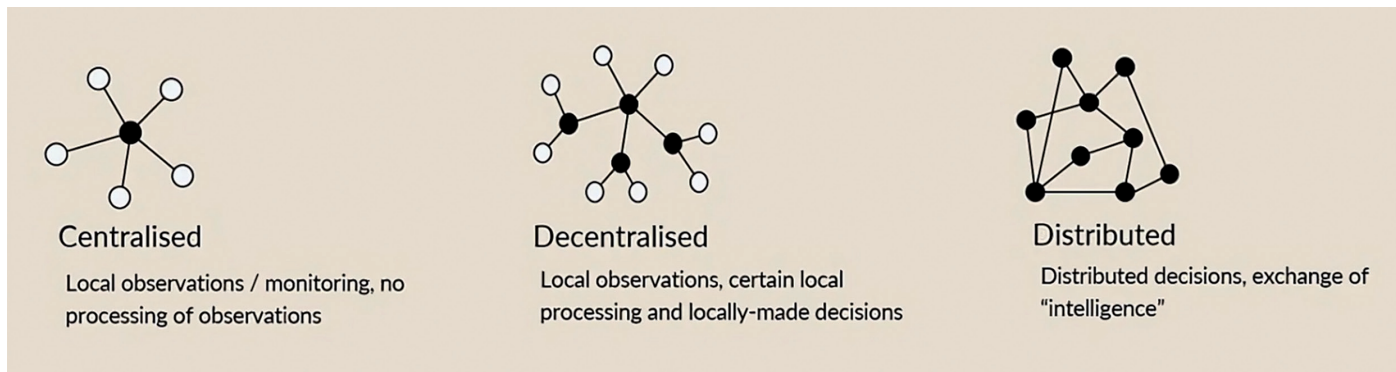 Centralised
Local observations / monitoring, no
processing of observations
Decentralised
Local observations, certain local
processing and locally-made decisions
Distributed
Distributed decisions, exchange of
“intelligence”